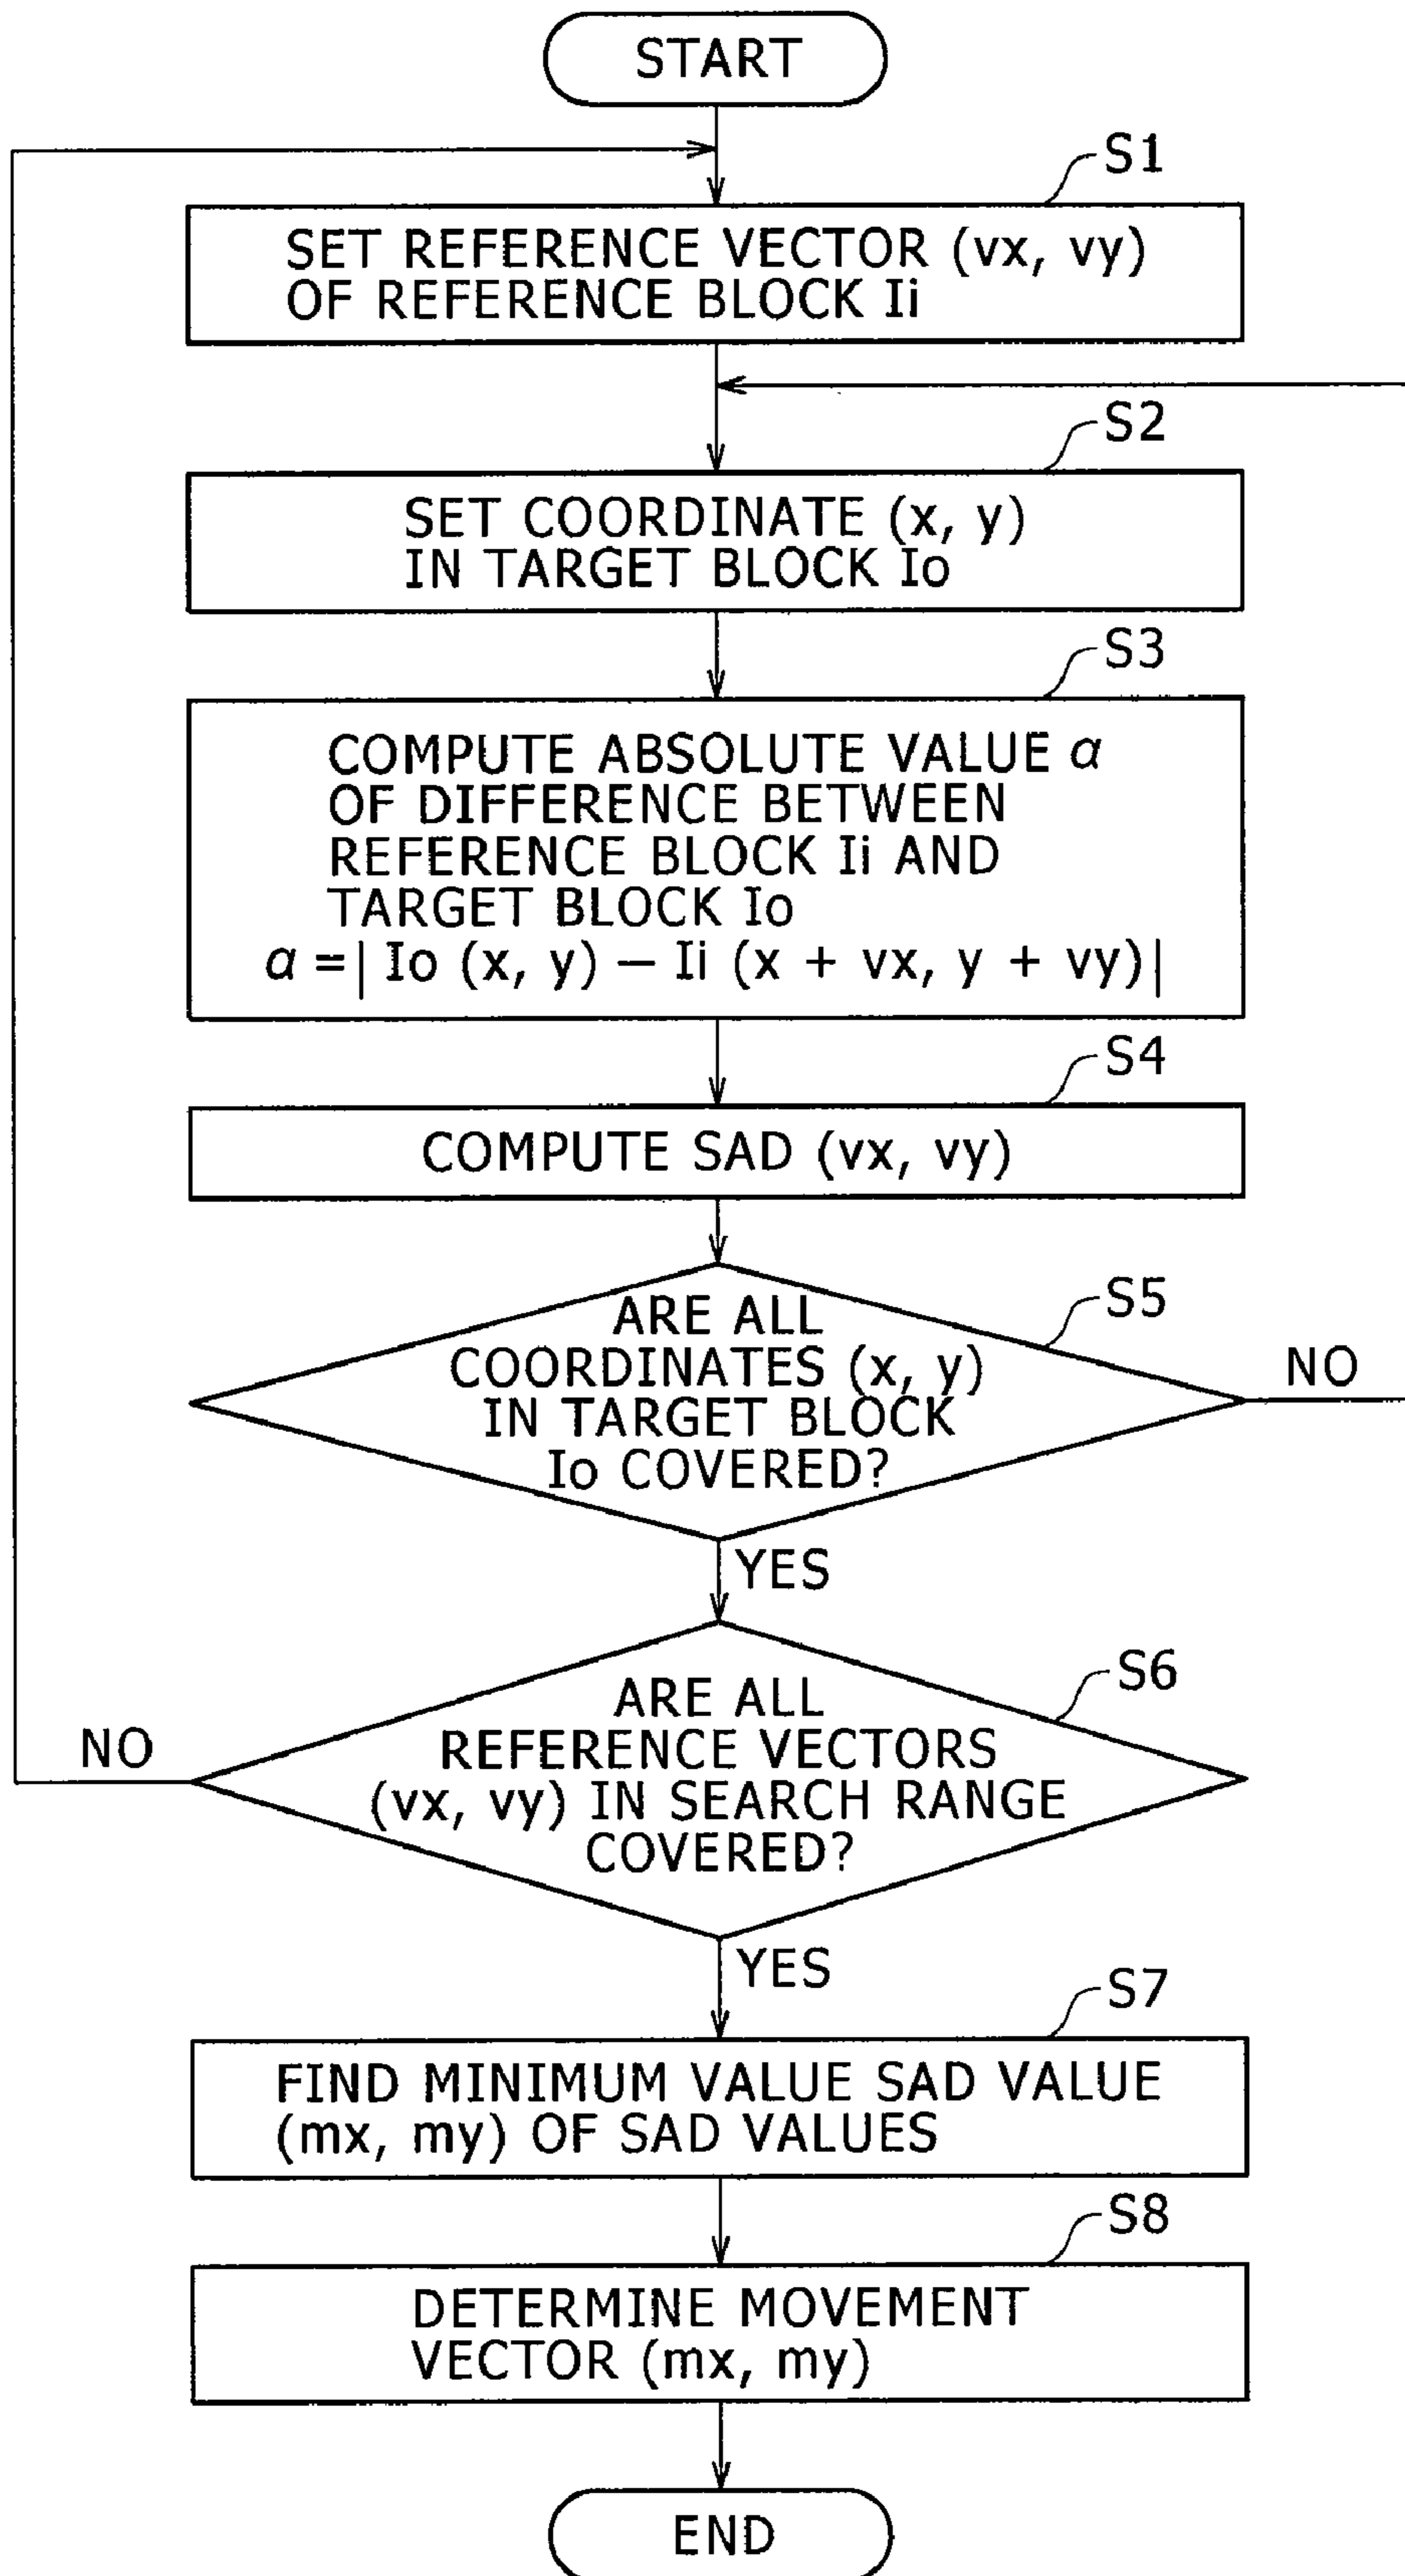 START
S1
SET REFERENCE VECTOR (vx, vy)
OF REFERENCE BLOCK Ii
S2
SET COORDINATE (x, y)
IN TARGET BLOCK Io
S3
COMPUTE ABSOLUTE VALUE α
OF DIFFERENCE BETWEEN
REFERENCE BLOCK Ii AND
TARGET BLOCK Io
α =| Io (x, y) − Ii (x + vx, y + vy)|
S4
COMPUTE SAD (vx, vy)
S5
ARE ALL
COORDINATES (x, y)
IN TARGET BLOCK
Io COVERED?
NO
YES
S6
ARE ALL
REFERENCE VECTORS
(vx, vy) IN SEARCH RANGE
COVERED?
NO
YES
S7
FIND MINIMUM VALUE SAD VALUE
(mx, my) OF SAD VALUES
S8
DETERMINE MOVEMENT
VECTOR (mx, my)
END